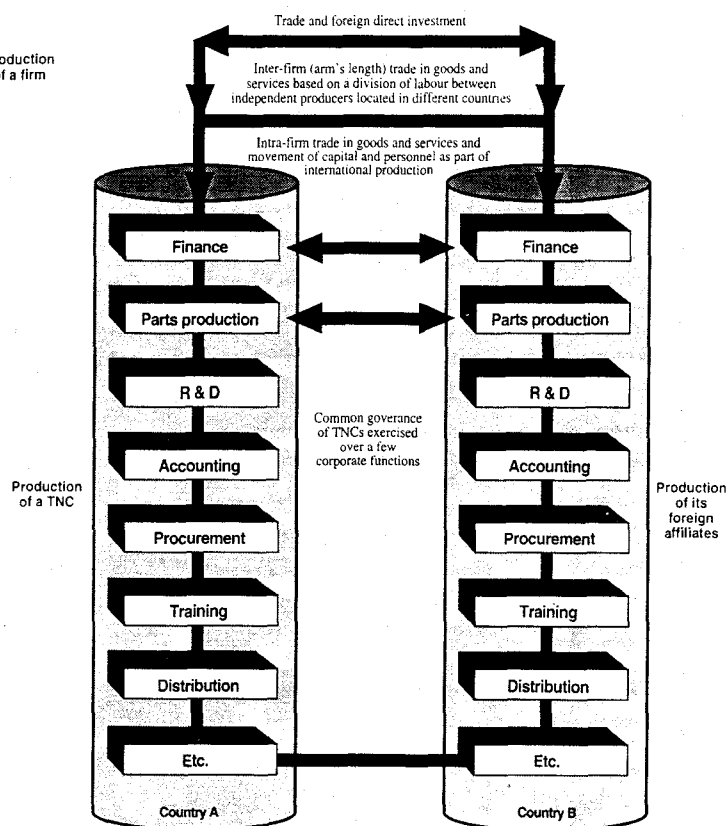 Trade and foreign direct investment
roduction
f a firm
Inter-firm (arm's length) trade in goods and
services based on a division of labour between
independent producers located in different countries
Intra-firm trade in goods and services and
movement of capital and personnel as part of
international production
Finance
Finance
Parts production
Parts production
R & D
R & D
Common goverance
of TNCs exercised
over a few
corporate functions
Accounting
Accounting
Production
of a TNC
Production
of its
foreign
affiliates
Procurement
Procurement
Training
Training
Distribution
Distribution
Etc.
Etc.
Country A
Country B